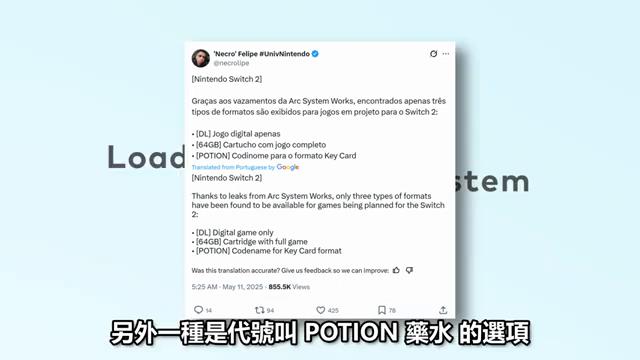 'Necro' Felipe #UnivNintendo
@necrolipe
[Nintendo Switch 2]
Graças aos vazamentos da Arc System Works, encontrados apenas três
tipos de formatos são exibidos para jogos em projeto para o Switch 2:
• [DL] Jogo digital apenas
• [64GB] Cartucho com jogo completo
• [POTION] Codinome para o formato Key Card
Translated from Portuguese by Google
[Nintendo Switch 2]
Load
stem
Thanks to leaks from Arc System Works, only three types of formats
have been found to be available for games being planned for the Switch
2:
• [DL] Digital game only
• [64GB] Cartridge with full game
• [POTION] Codename for Key Card format
Was this translation accurate? Give us feedback so we can improve:
5:25 AM · May 11, 2025 · 855.5K Views
14
94
425
78
另外一種是代號叫 POTION 藥水 的選項